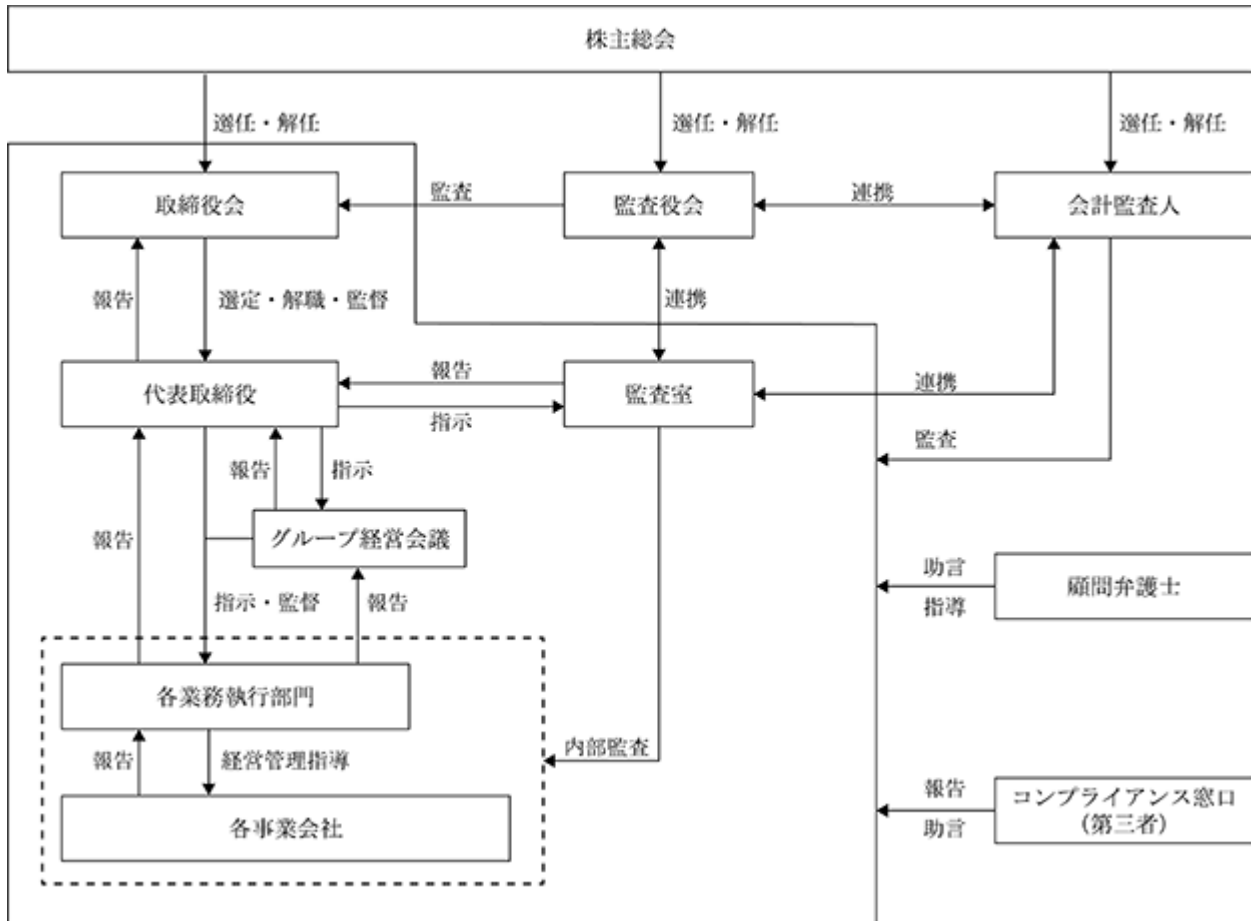 株主総会
選任・解任
選任・解任
選任・解任
取締役会
監査
監査役会
連携
会計監査人
報告
選定・解職・監督
連携
代表取締役
報告
指示
監査室
連携
監査
報告
指示
グループ経営会議
報告
指示・監督
報告
助言
指導
顧問弁護士
各業務執行部門
報告
経営管理指導
内部監査
各事業会社
報告
助言
コンプライアンス窓口
(第三者)